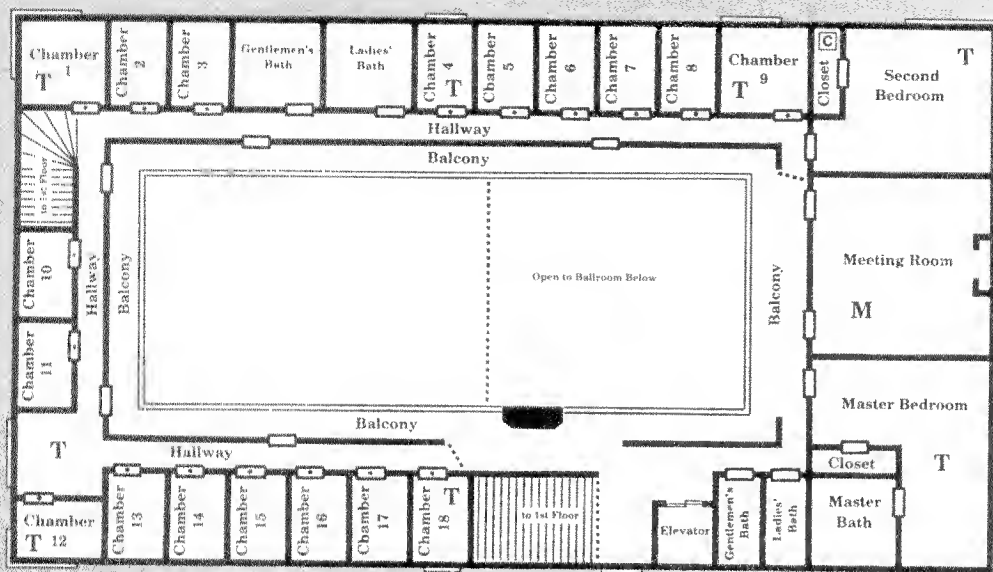 Chamber
1
T
Chamber
2
Chamber
3
Gentlemen's
Bath
Ladies'
Bath
Chamber
4
T
Chamber
5
Chamber
6
Chamber
7
Chamber
8
Chamber
9
T
Closet
C
Second
Bedroom
T
Hallway
Balcony
to 1st Floor
Chamber
10
Hallway
Balcony
Open to Ballroom Below
Balcony
Meeting Room
M
Chamber
11
Balcony
Master Bedroom
T
T
Hallway
Closet
Chamber
12
T
Chamber
13
Chamber
14
Chamber
15
Chamber
16
Chamber
17
Chamber
18
T
to 1st Floor
Elevator
Gentlemen's
Bath
Ladies'
Bath
Master
Bath